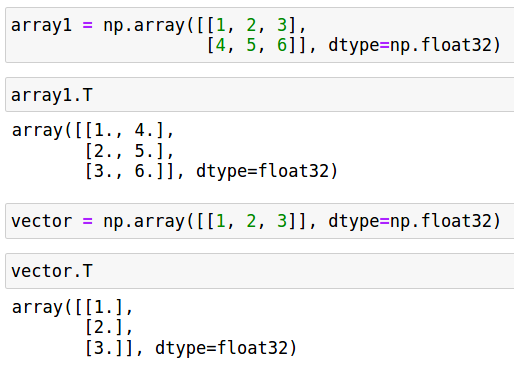 array1 = np.array([[1, 2, 3],
                   [4, 5, 6]], dtype=np.float32)
array1.T
array([[1., 4.],
       [2., 5.],
       [3., 6.]], dtype=float32)
vector = np.array([[1, 2, 3]], dtype=np.float32)
vector.T
array([[1.],
       [2.],
       [3.]], dtype=float32)